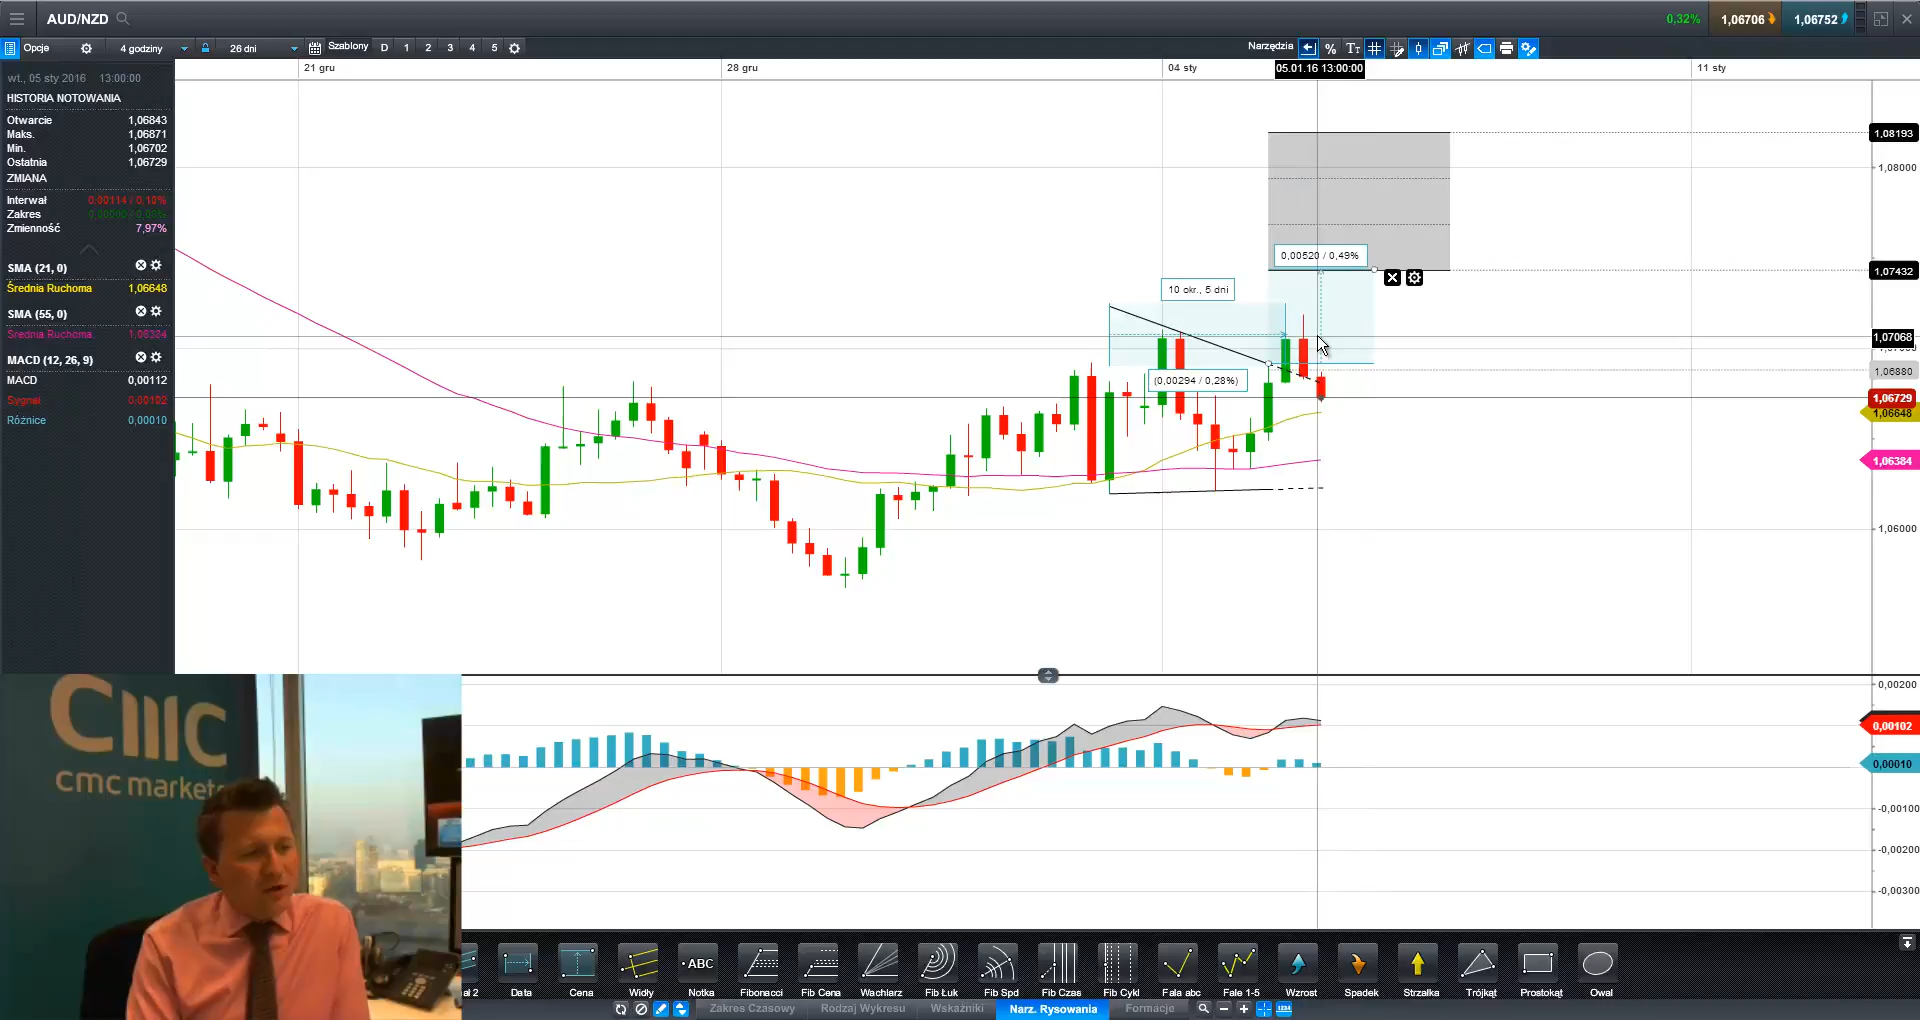 AUD/NZD
0,32%
1,06706
1,06752
Opcje
4 godziny
26 dni
Szablony
D
1
2
3
4
5
Narzędzia
%
TT
21 gru
28 gru
04 sty
05.01.16 13:00:00
11 sty
wt., 05 sty 2016 13:00:00
HISTORIA NOTOWANIA
Otwarcie 1,06843
Maks. 1,06871
Min. 1,06702
Ostatnia 1,06729
ZMIANA
Interwał 0,00114 / 0,10%
Zakres
Zmienność 7,97%
SMA (21, 0)
Średnia Ruchoma 1,06648
SMA (55, 0)
Średnia Ruchoma 1,06384
MACD (12, 26, 9)
MACD 0,00112
Sygnał 0,00102
Różnice 0,00010
0,00520 / 0,49%
10 okr., 5 dni
(0,00294 / 0,28%)
1,08193
1,08000
1,07432
1,07068
1,06880
1,06729
1,06648
1,06384
1,06000
0,00200
0,00102
0,00010
-0,00100
-0,00200
-0,00300
cmc
cmc markets
Data
Cena
Widły
ABC
Notka
Fibonacci
Fib Cena
Wachlarz
Fib Łuk
Fib Spd
Fib Czas
Fib Cykl
Fala abc
Fale 1-5
Wzrost
Spadek
Strzałka
Trójkąt
Prostokąt
Owal
Zakres Czasowy
Rodzaj Wykresu
Wskaźniki
Narz. Rysowania
Formacje